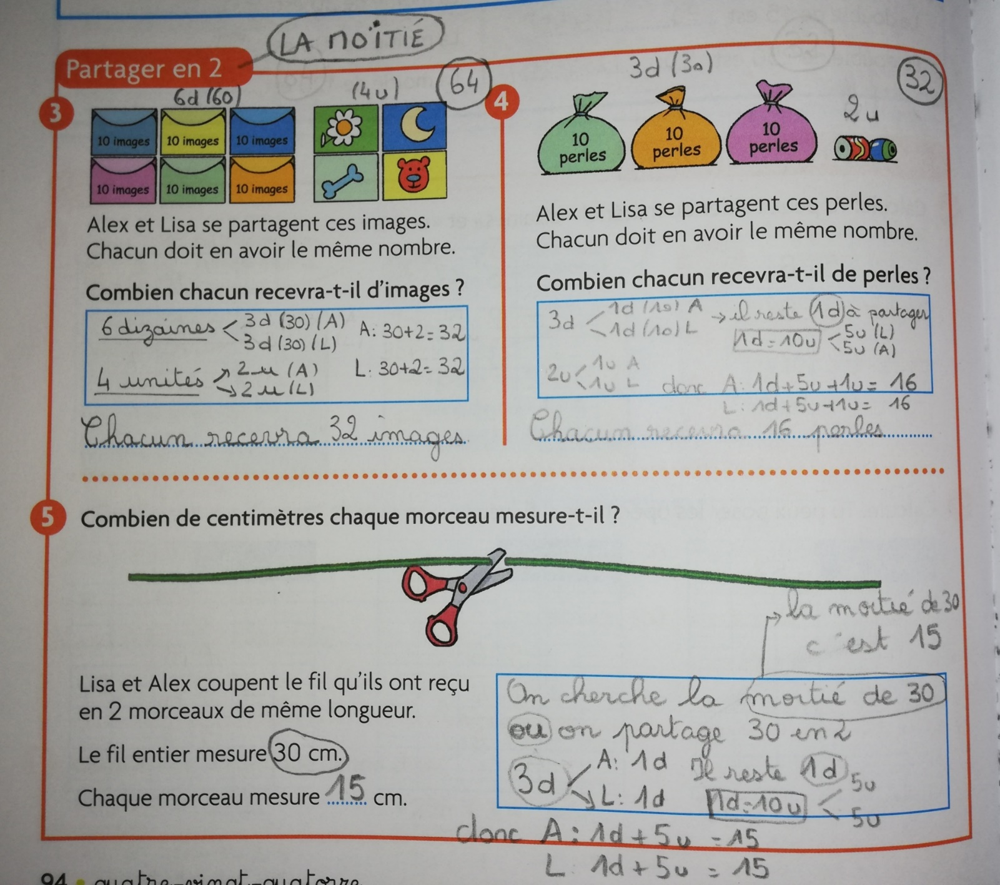 LA MOITIÉ
Partager en 2
3
6d (60)
(4u)
64
10 images 10 images 10 images
10 images 10 images 10 images
Alex et Lisa se partagent ces images.
Chacun doit en avoir le même nombre.
Combien chacun recevra-t-il d'images ?
6 dizaines 3d (30) (A) A: 30+2=32
3d (30) (L)
4 unités 2u (A) L: 30+2=32
2u (L)
Chacun recevra 32 images.
4
3d (30)
32
2u
10 perles
10 perles
10 perles
Alex et Lisa se partagent ces perles.
Chacun doit en avoir le même nombre.
Combien chacun recevra-t-il de perles ?
3d 1d (10) A → il reste 1d à partager
1d (10) L 1d=10u 5u (L)
5u (A)
2u 1u A
1u L donc A: 1d+5u+1u= 16
L: 1d+5u+1u= 16
Chacun recevra 16 perles
5
Combien de centimètres chaque morceau mesure-t-il ?
→ la moitié de 30
c'est 15
Lisa et Alex coupent le fil qu'ils ont reçu
en 2 morceaux de même longueur.
Le fil entier mesure 30 cm.
Chaque morceau mesure 15 cm.
On cherche la moitié de 30
ou on partage 30 en 2
3d A: 1d Il reste 1d
L: 1d 1d=10u 5u
5u
donc A: 1d+5u = 15
L: 1d+5u = 15
94 • quatre-vingt-quatorze